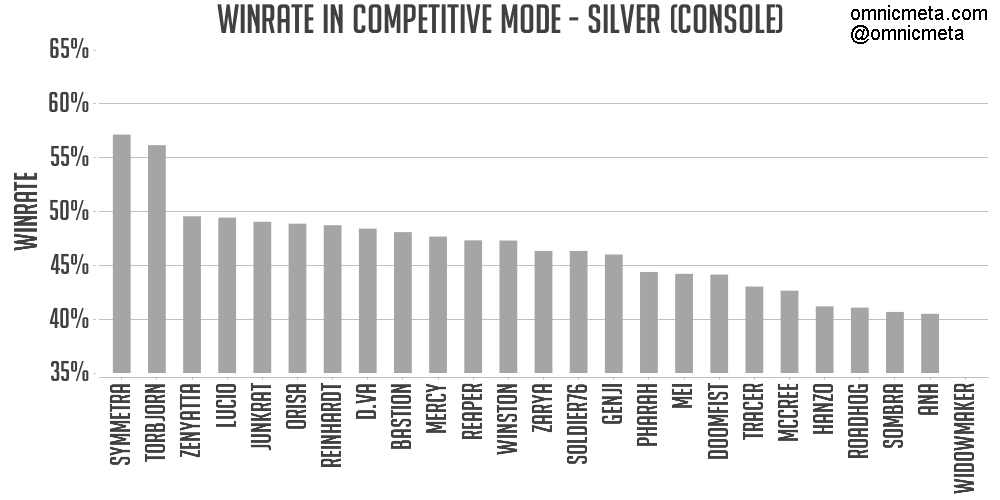 WINRATE IN COMPETITIVE MODE - SILVER (CONSOLE)
omnicmeta.com
@omnicmeta
65%
60%
55%
50%
45%
40%
35%
WINRATE
SYMMETRA
TORBJORN
ZENYATTA
LUCIO
JUNKRAT
ORISA
REINHARDT
D.VA
BASTION
MERCY
REAPER
WINSTON
ZARYA
SOLDIER76
GENJI
PHARAH
MEI
DOOMFIST
TRACER
MCCREE
HANZO
ROADHOG
SOMBRA
ANA
WIDOWMAKER